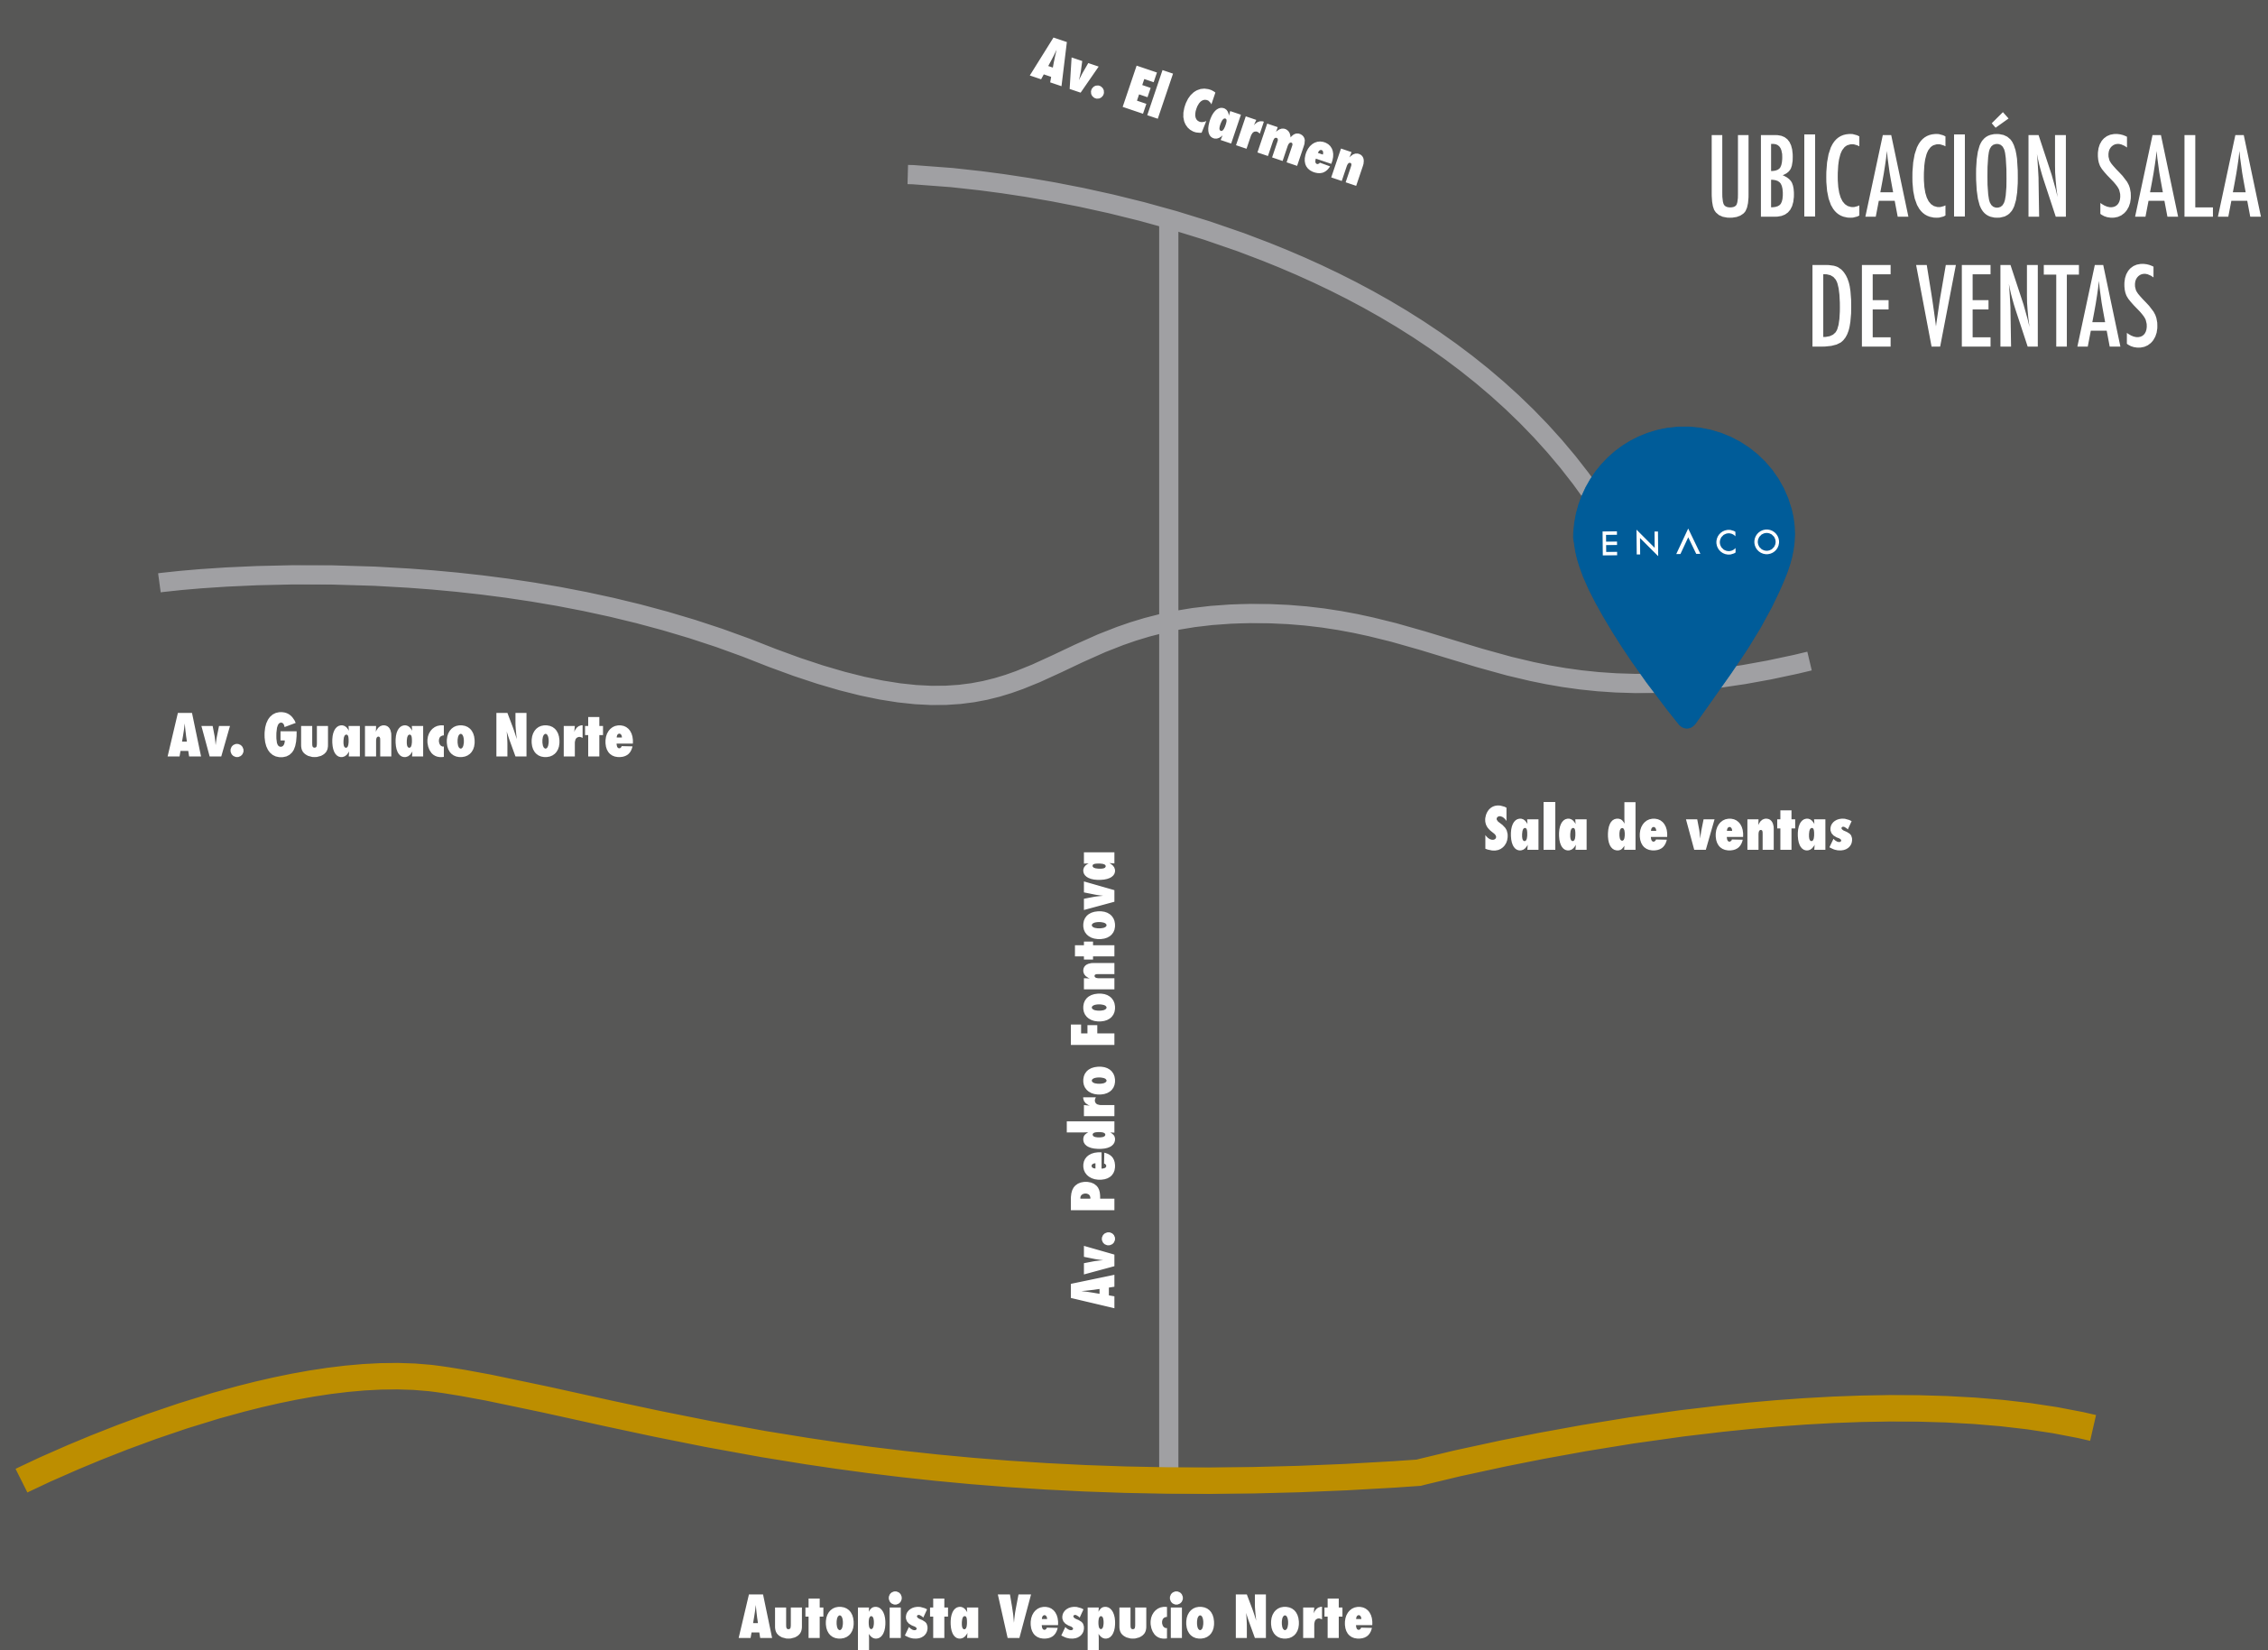 Av. El Carmen
UBICACIÓN SALA
DE VENTAS
ENACO
Av. Guanaco Norte
Sala de ventas
Av. Pedro Fontova
Autopista Vespucio Norte